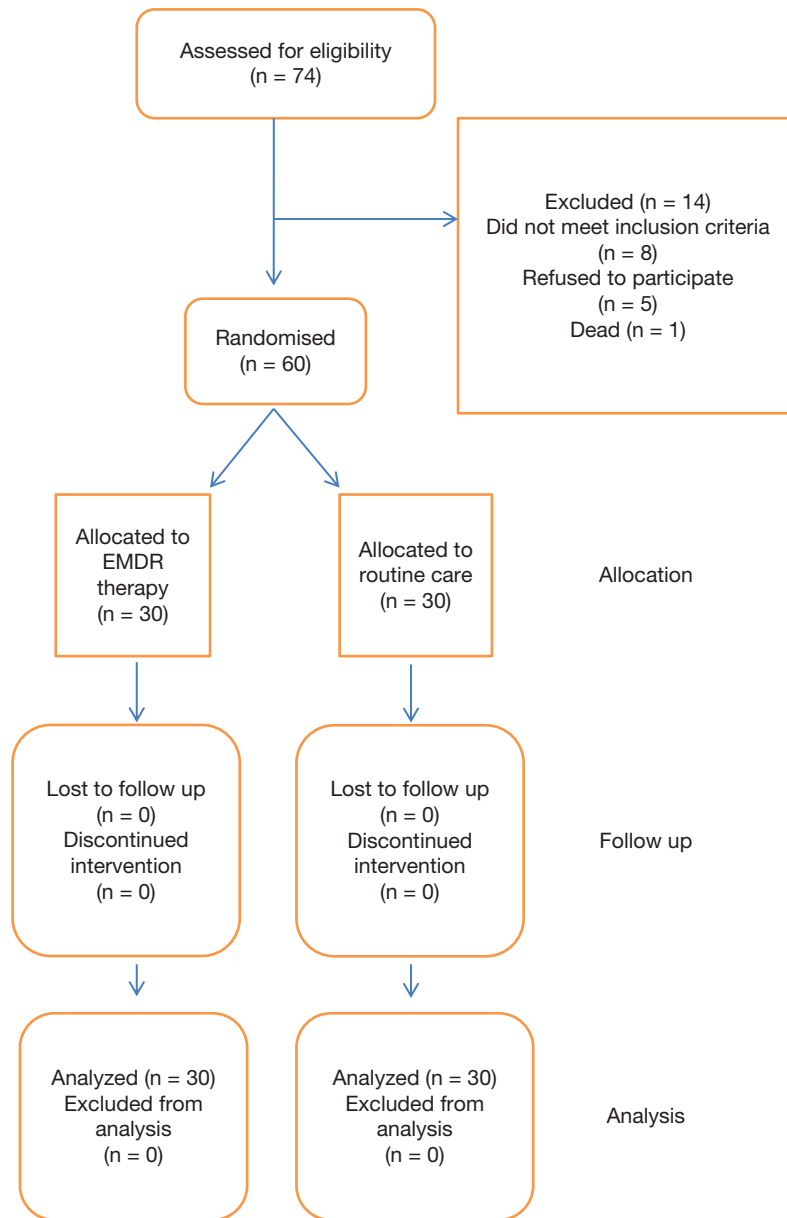 Assessed for eligibility
(n = 74)
Excluded (n = 14)
Did not meet inclusion criteria
(n = 8)
Refused to participate
(n = 5)
Dead (n = 1)
Randomised
(n = 60)
Allocated to
EMDR
therapy
(n = 30)
Allocated to
routine care
(n = 30)
Allocation
Lost to follow up
(n = 0)
Discontinued
intervention
(n = 0)
Lost to follow up
(n = 0)
Discontinued
intervention
(n = 0)
Follow up
Analyzed (n = 30)
Excluded from
analysis
(n = 0)
Analyzed (n = 30)
Excluded from
analysis
(n = 0)
Analysis